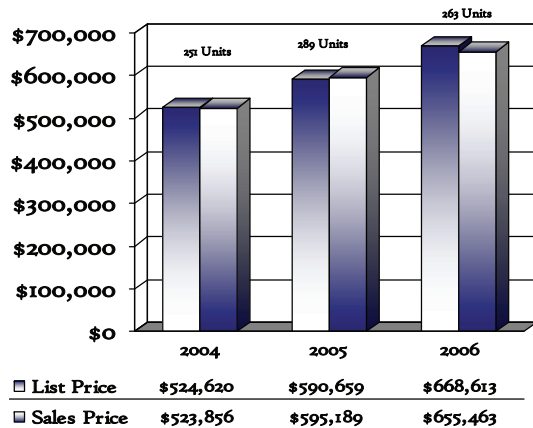 263 Units
289 Units
251 Units
$700,000
$600,000
$500,000
$400,000
$300,000
$200,000
$100,000
$0
2004 2005 2006
List Price $524,620 $590,659 $668,613
Sales Price $523,856 $595,189 $655,463